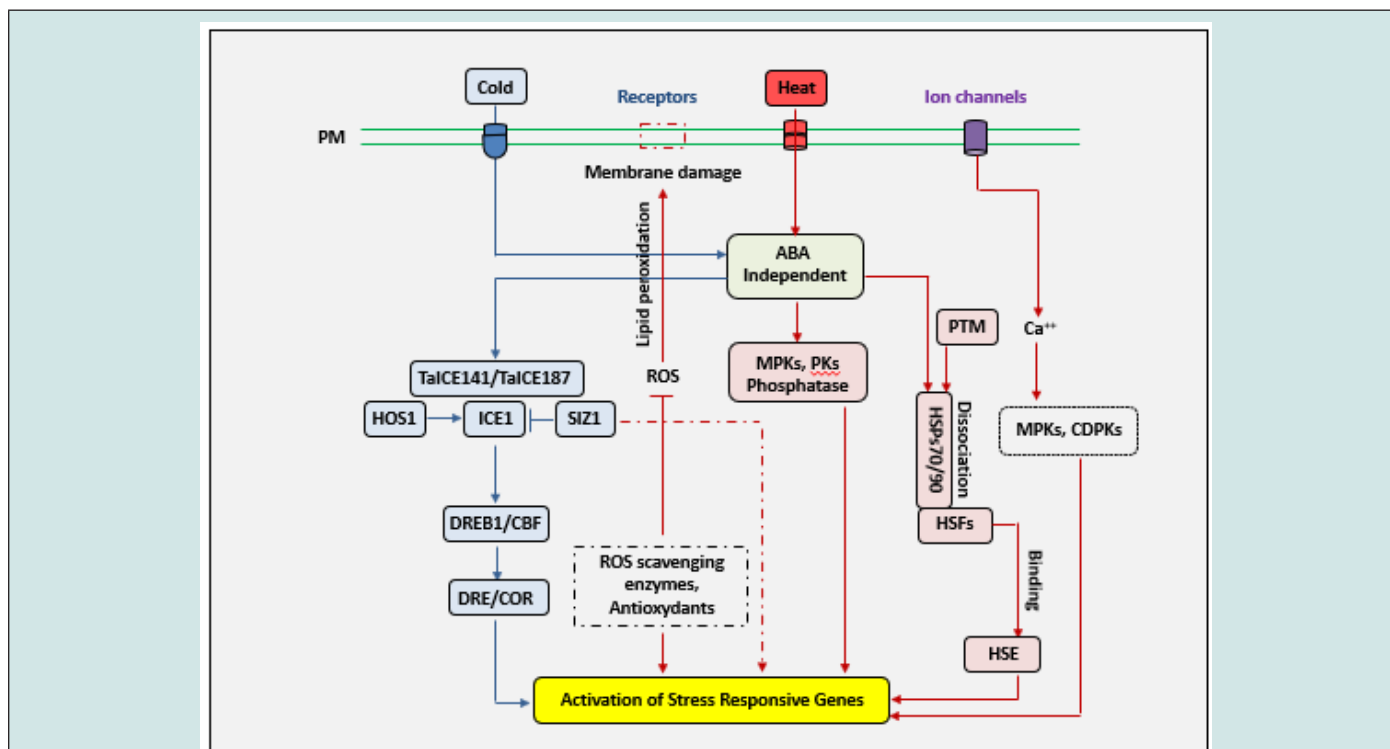 Cold
Receptors
Heat
Ion channels
PM
Membrane damage
Lipid peroxidation
ABA
Independent
PTM
Ca⁺⁺
TaICE141/TaICE187
ROS
MPKs, PKs
Phosphatase
HOS1
ICE1
SIZ1
HSPs70/90
Dissociation
MPKs, CDPKs
DREB1/CBF
HSFs
ROS scavenging
enzymes,
Antioxydants
Binding
DRE/COR
HSE
Activation of Stress Responsive Genes